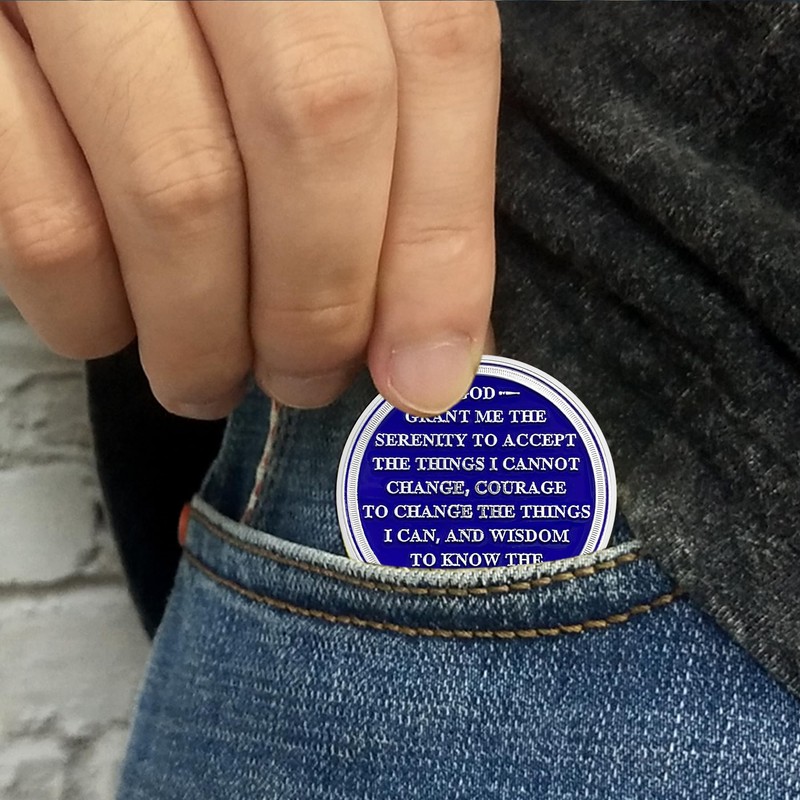 GOD
GRANT ME THE
SERENITY TO ACCEPT
THE THINGS I CANNOT
CHANGE, COURAGE
TO CHANGE THE THINGS
I CAN, AND WISDOM
TO KNOW THE